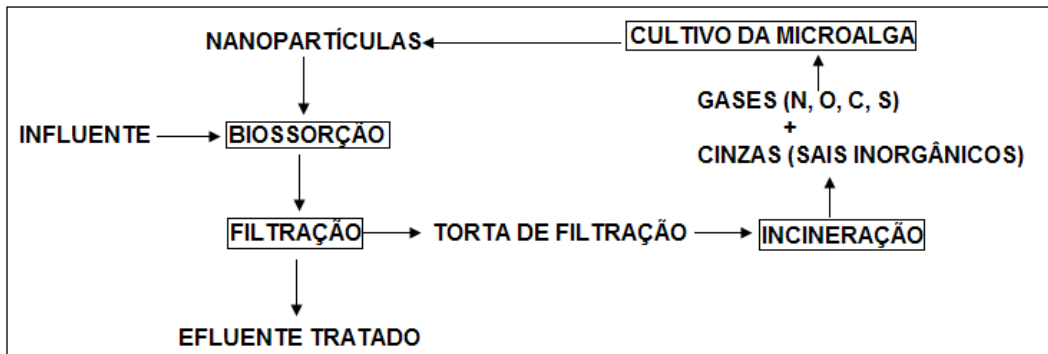 NANOPARTÍCULAS
CULTIVO DA MICROALGA
GASES (N, O, C, S)
+
CINZAS (SAIS INORGÂNICOS)
INFLUENTE
BIOSSORÇÃO
FILTRAÇÃO
TORTA DE FILTRAÇÃO
INCINERAÇÃO
EFLUENTE TRATADO